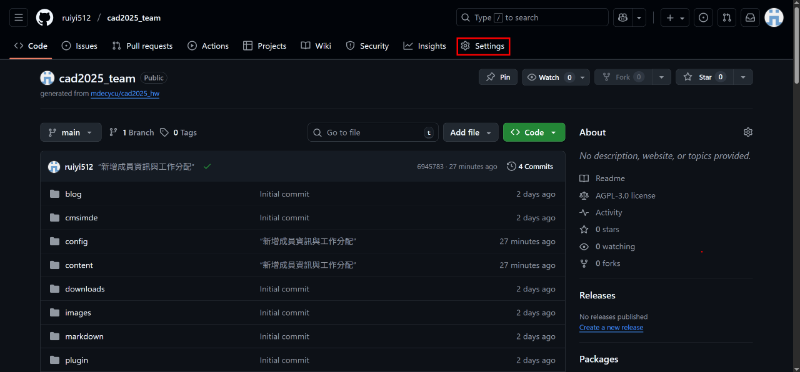 ruiyi512 / cad2025_team
Type / to search
Code Issues Pull requests Actions Projects Wiki Security Insights Settings
cad2025_team Public
generated from mdecycu/cad2025_hw
Pin Watch 0 Fork 0 Star 0
main 1 Branch 0 Tags Go to file t Add file Code
ruiyi512 "新增成員資訊與工作分配" 6945783 · 27 minutes ago 4 Commits
blog Initial commit 2 days ago
cmsimde Initial commit 2 days ago
config "新增成員資訊與工作分配" 27 minutes ago
content "新增成員資訊與工作分配" 27 minutes ago
downloads Initial commit 2 days ago
images Initial commit 2 days ago
markdown Initial commit 2 days ago
plugin Initial commit 2 days ago
About
No description, website, or topics provided.
Readme
AGPL-3.0 license
Activity
0 stars
0 watching
0 forks
Releases
No releases published
Create a new release
Packages